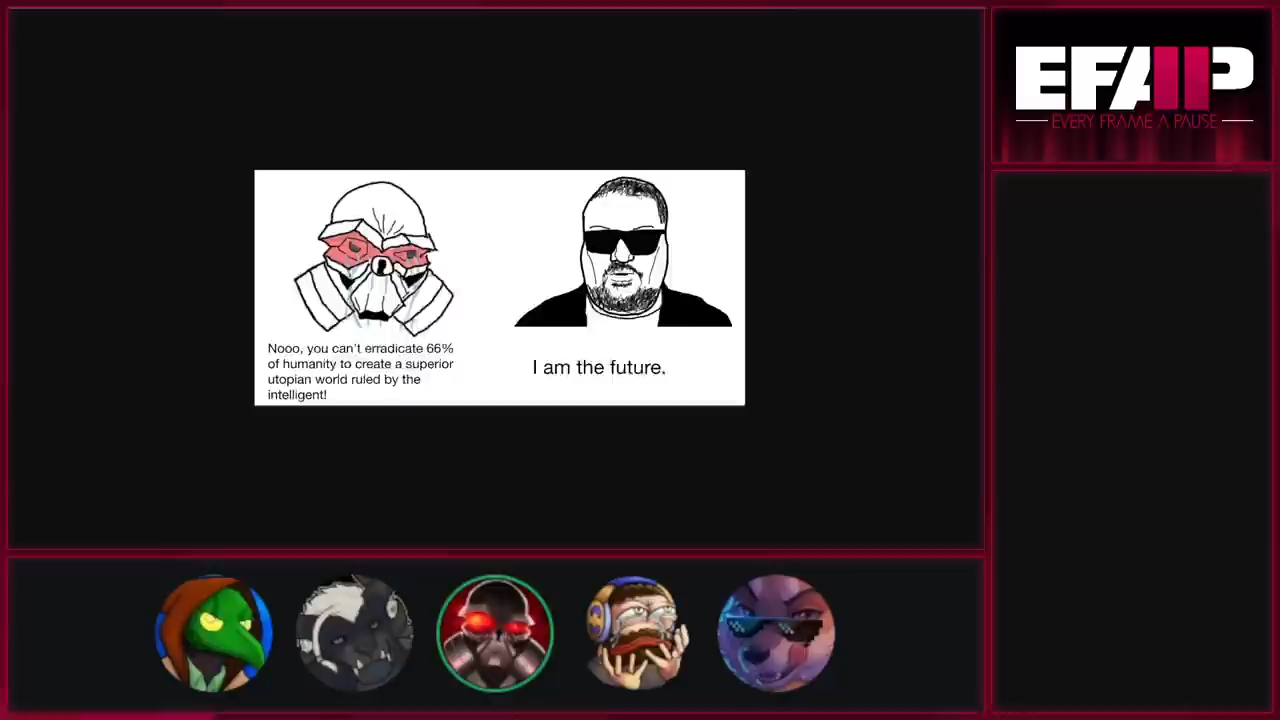 EFAP
EVERY FRAME A PAUSE
Nooo, you can't erradicate 66%
of humanity to create a superior
utopian world ruled by the
intelligent!
I am the future.